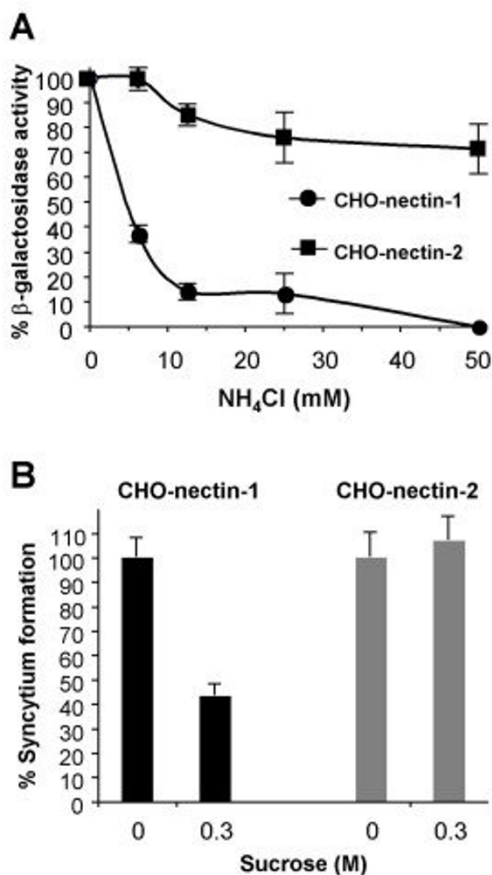 A
% β-galactosidase activity
100
90
80
70
60
50
40
30
20
10
0
CHO-nectin-1
CHO-nectin-2
0 10 20 30 40 50
NH₄Cl (mM)
B
CHO-nectin-1 CHO-nectin-2
% Syncytium formation
110
100
90
80
70
60
50
40
30
20
10
0
0 0.3 0 0.3
Sucrose (M)